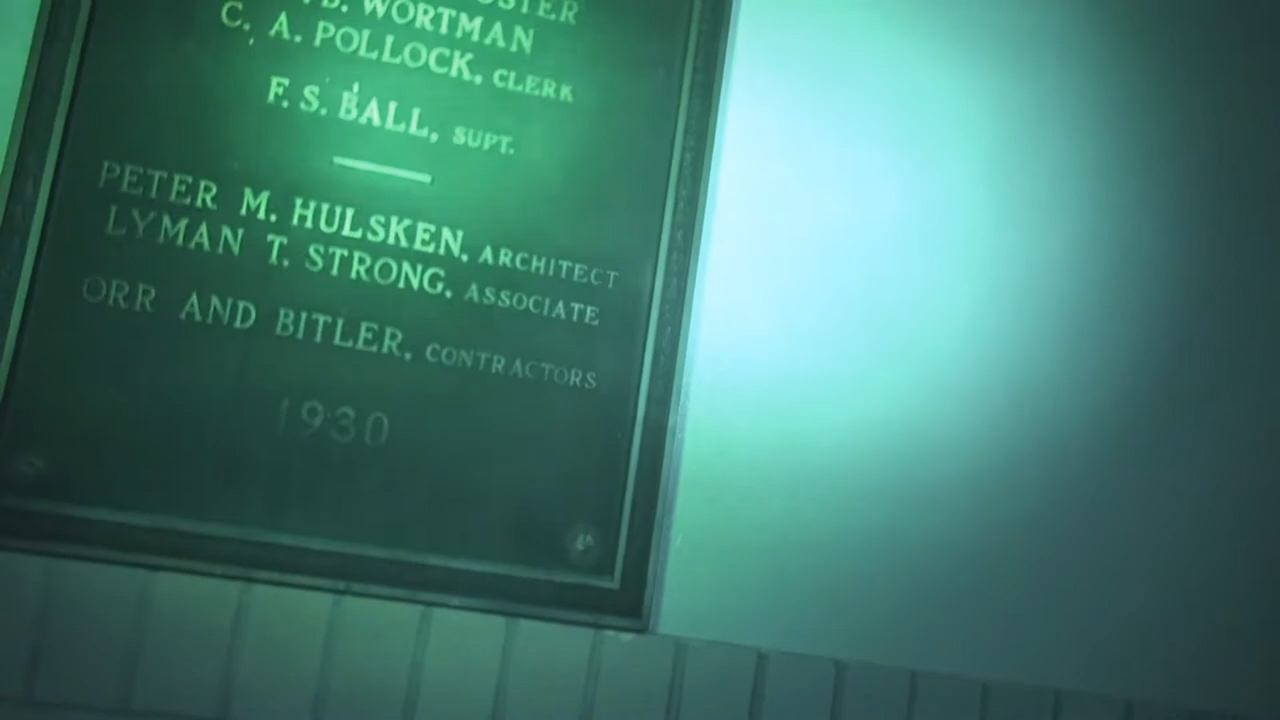 B. WORTMAN
C. A. POLLOCK, CLERK
F. S. BALL, SUPT.
PETER M. HULSKEN, ARCHITECT
LYMAN T. STRONG, ASSOCIATE
ORR AND BITLER, CONTRACTORS
1930